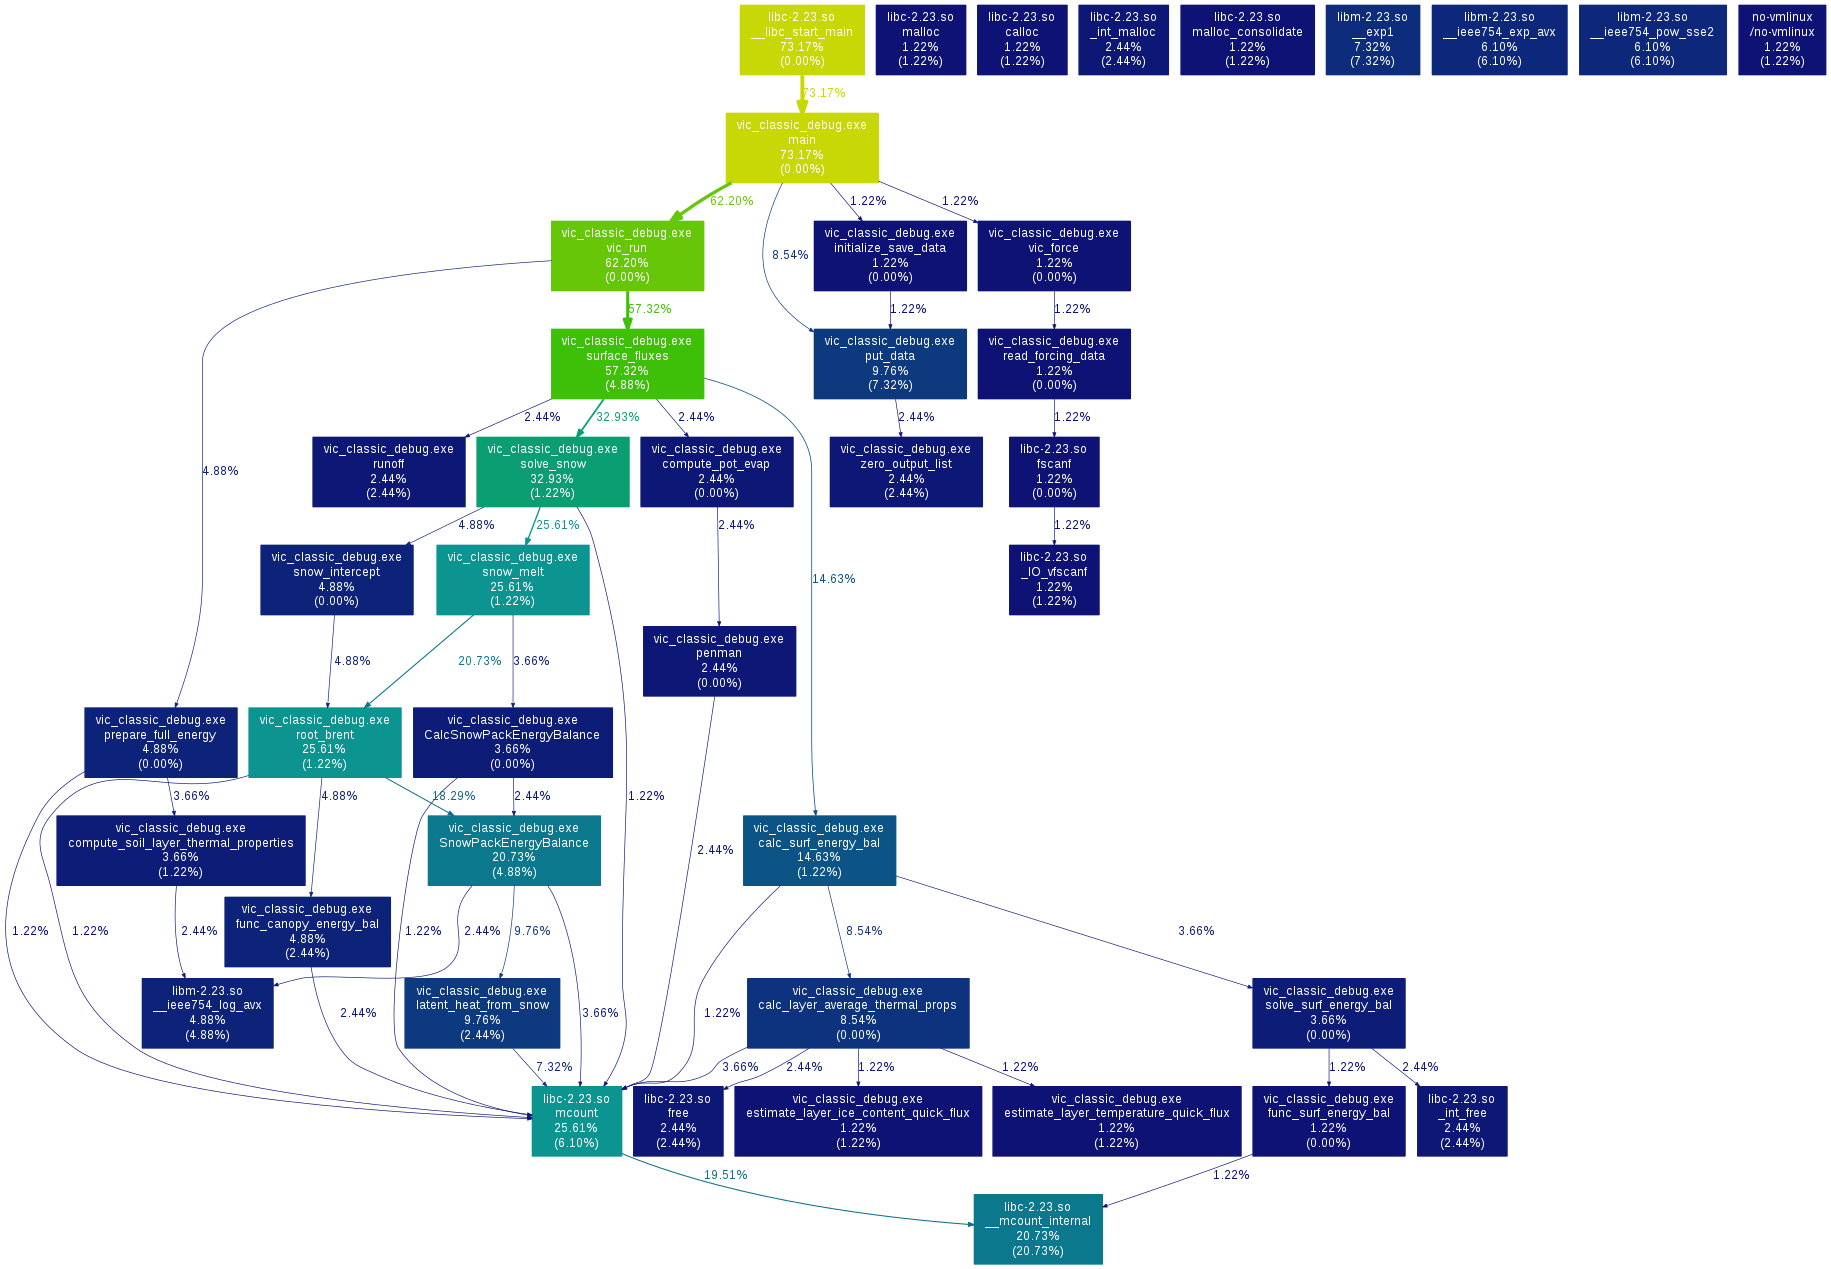 libc-2.23.so
__libc_start_main
73.17%
(0.00%)
libc-2.23.so
malloc
1.22%
(1.22%)
libc-2.23.so
calloc
1.22%
(1.22%)
libc-2.23.so
_int_malloc
2.44%
(2.44%)
libc-2.23.so
malloc_consolidate
1.22%
(1.22%)
libm-2.23.so
__exp1
7.32%
(7.32%)
libm-2.23.so
__ieee754_exp_avx
6.10%
(6.10%)
libm-2.23.so
__ieee754_pow_sse2
6.10%
(6.10%)
no-vmlinux
/no-vmlinux
1.22%
(1.22%)
73.17%
vic_classic_debug.exe
main
73.17%
(0.00%)
62.20%
8.54%
1.22%
1.22%
vic_classic_debug.exe
vic_run
62.20%
(0.00%)
vic_classic_debug.exe
initialize_save_data
1.22%
(0.00%)
vic_classic_debug.exe
vic_force
1.22%
(0.00%)
57.32%
1.22%
1.22%
vic_classic_debug.exe
surface_fluxes
57.32%
(4.88%)
vic_classic_debug.exe
put_data
9.76%
(7.32%)
vic_classic_debug.exe
read_forcing_data
1.22%
(0.00%)
4.88%
2.44%
32.93%
2.44%
14.63%
2.44%
1.22%
vic_classic_debug.exe
runoff
2.44%
(2.44%)
vic_classic_debug.exe
solve_snow
32.93%
(1.22%)
vic_classic_debug.exe
compute_pot_evap
2.44%
(0.00%)
vic_classic_debug.exe
zero_output_list
2.44%
(2.44%)
libc-2.23.so
fscanf
1.22%
(0.00%)
4.88%
25.61%
1.22%
2.44%
1.22%
vic_classic_debug.exe
snow_intercept
4.88%
(0.00%)
vic_classic_debug.exe
snow_melt
25.61%
(1.22%)
libc-2.23.so
_IO_vfscanf
1.22%
(1.22%)
4.88%
20.73%
3.66%
vic_classic_debug.exe
penman
2.44%
(0.00%)
2.44%
vic_classic_debug.exe
prepare_full_energy
4.88%
(0.00%)
vic_classic_debug.exe
root_brent
25.61%
(1.22%)
vic_classic_debug.exe
CalcSnowPackEnergyBalance
3.66%
(0.00%)
1.22%
3.66%
1.22%
4.88%
18.29%
1.22%
2.44%
vic_classic_debug.exe
compute_soil_layer_thermal_properties
3.66%
(1.22%)
vic_classic_debug.exe
SnowPackEnergyBalance
20.73%
(4.88%)
vic_classic_debug.exe
calc_surf_energy_bal
14.63%
(1.22%)
vic_classic_debug.exe
func_canopy_energy_bal
4.88%
(2.44%)
2.44%
2.44%
2.44%
9.76%
3.66%
1.22%
8.54%
3.66%
libm-2.23.so
__ieee754_log_avx
4.88%
(4.88%)
vic_classic_debug.exe
latent_heat_from_snow
9.76%
(2.44%)
vic_classic_debug.exe
calc_layer_average_thermal_props
8.54%
(0.00%)
vic_classic_debug.exe
solve_surf_energy_bal
3.66%
(0.00%)
7.32%
3.66%
2.44%
1.22%
1.22%
1.22%
2.44%
libc-2.23.so
mcount
25.61%
(6.10%)
libc-2.23.so
free
2.44%
(2.44%)
vic_classic_debug.exe
estimate_layer_ice_content_quick_flux
1.22%
(1.22%)
vic_classic_debug.exe
estimate_layer_temperature_quick_flux
1.22%
(1.22%)
vic_classic_debug.exe
func_surf_energy_bal
1.22%
(0.00%)
libc-2.23.so
_int_free
2.44%
(2.44%)
19.51%
1.22%
libc-2.23.so
__mcount_internal
20.73%
(20.73%)